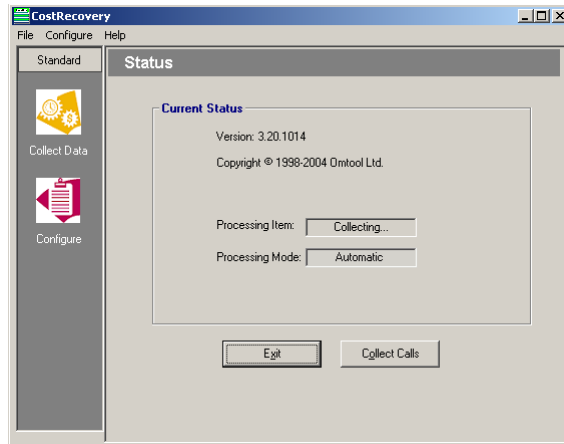 CostRecovery
File Configure Help
Standard
Status
Collect Data
Configure
Current Status
Version: 3.20.1014
Copyright © 1998-2004 Omtool Ltd.
Processing Item: Collecting...
Processing Mode: Automatic
Exit
Collect Calls